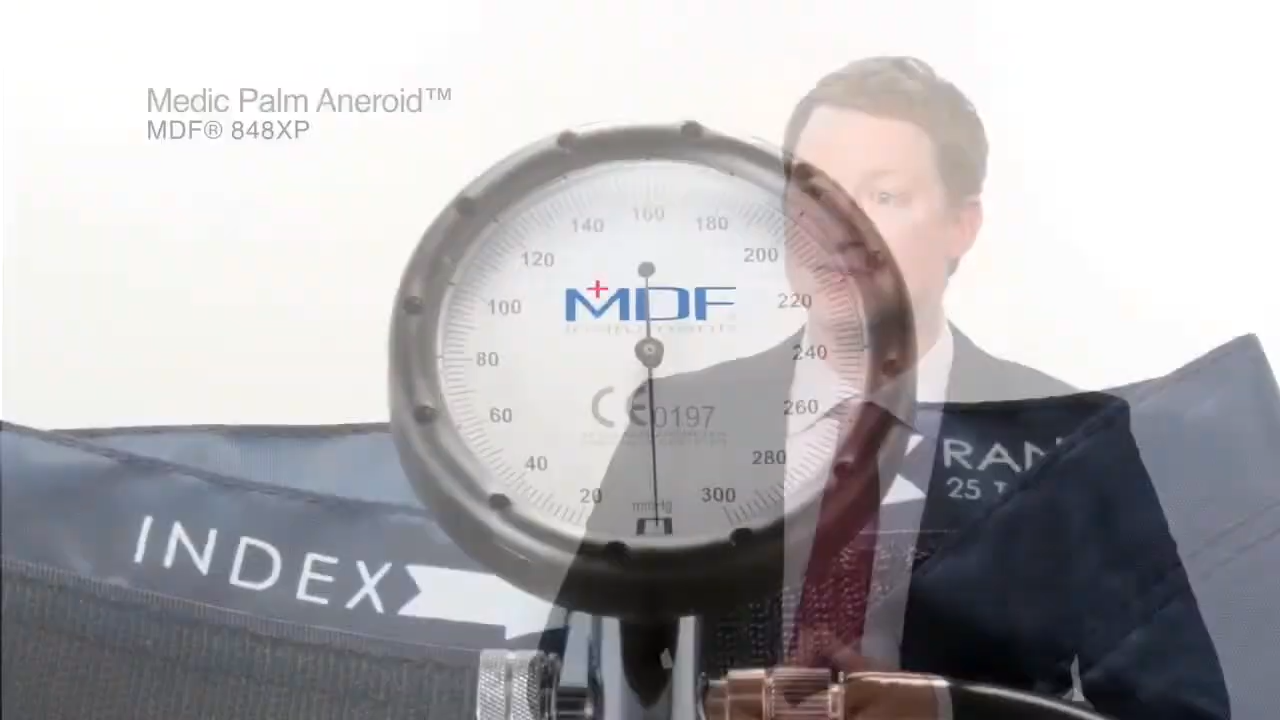 Medic Palm Aneroid™
MDF® 848XP
160
140
180
120
200
MDF
100
220
80
240
60
CE 0197
260
40
280
20
mmHg
300
RAN
25 T
INDEX